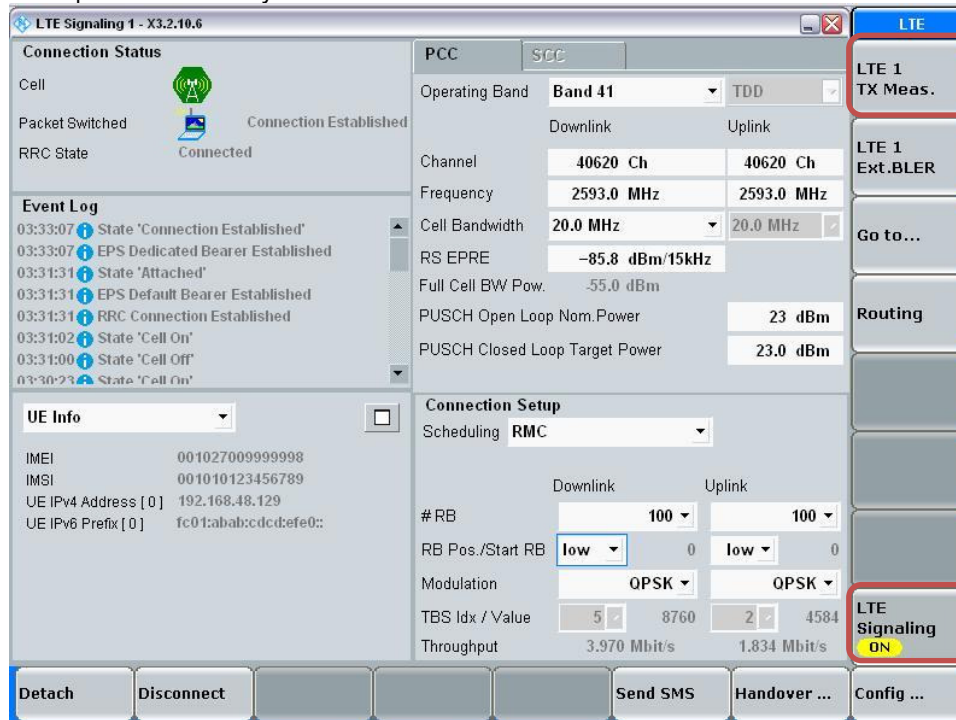 LTE Signaling 1 - X3.2.10.6
LTE
Connection Status
Cell
Packet Switched Connection Established
RRC State Connected
Event Log
03:33:07 State 'Connection Established'
03:33:07 EPS Dedicated Bearer Established
03:31:31 State 'Attached'
03:31:31 EPS Default Bearer Established
03:31:31 RRC Connection Established
03:31:02 State 'Cell On'
03:31:00 State 'Cell Off'
03:30:23 State 'Cell On'
UE Info
IMEI 001027009999998
IMSI 001010123456789
UE IPv4 Address [ 0 ] 192.168.48.129
UE IPv6 Prefix [ 0 ] fc01:abab:cdcd:efe0::
PCC SCC
Operating Band Band 41 TDD
Downlink Uplink
Channel 40620 Ch 40620 Ch
Frequency 2593.0 MHz 2593.0 MHz
Cell Bandwidth 20.0 MHz 20.0 MHz
RS EPRE -85.8 dBm/15kHz
Full Cell BW Pow. -55.0 dBm
PUSCH Open Loop Nom.Power 23 dBm
PUSCH Closed Loop Target Power 23.0 dBm
Connection Setup
Scheduling RMC
Downlink Uplink
# RB 100 100
RB Pos./Start RB low 0 low 0
Modulation QPSK QPSK
TBS Idx / Value 5 8760 2 4584
Throughput 3.970 Mbit/s 1.834 Mbit/s
LTE 1
TX Meas.
LTE 1
Ext.BLER
Go to...
Routing
LTE
Signaling
ON
Detach Disconnect Send SMS Handover ... Config ...